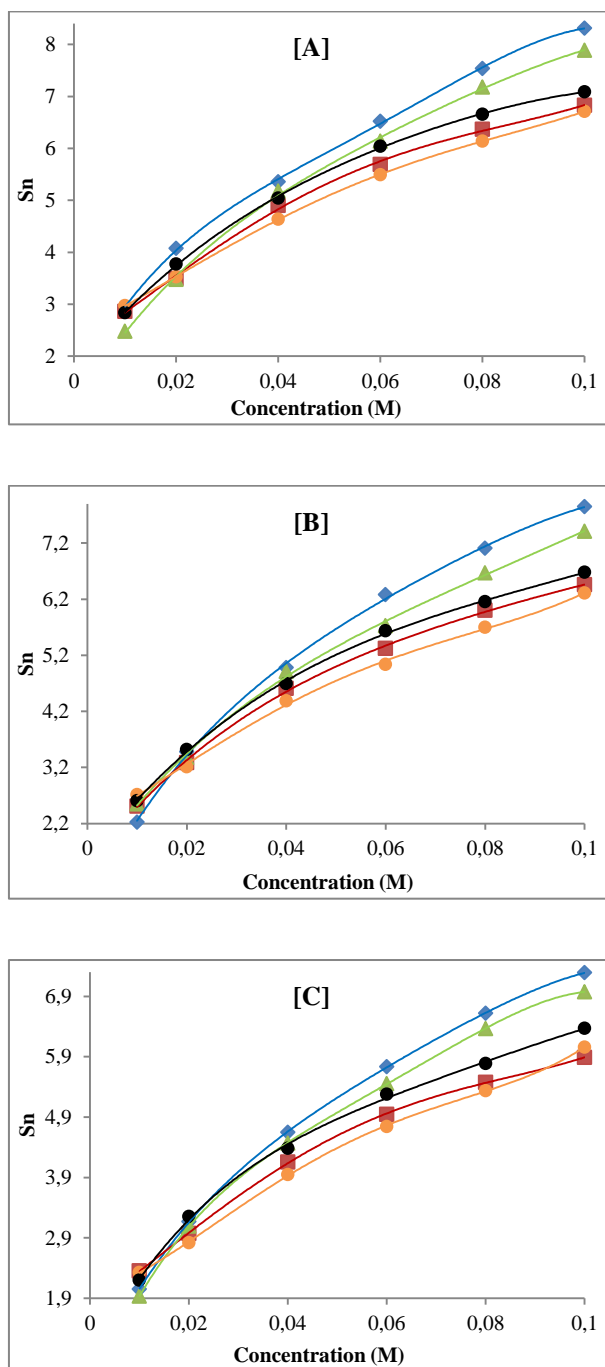 [A]
8
7
6
5
4
3
2
Sn
0 0,02 0,04 0,06 0,08 0,1
Concentration (M)
[B]
7,2
6,2
5,2
4,2
3,2
2,2
Sn
0 0,02 0,04 0,06 0,08 0,1
Concentration (M)
[C]
6,9
5,9
4,9
3,9
2,9
1,9
Sn
0 0,02 0,04 0,06 0,08 0,1
Concentration (M)